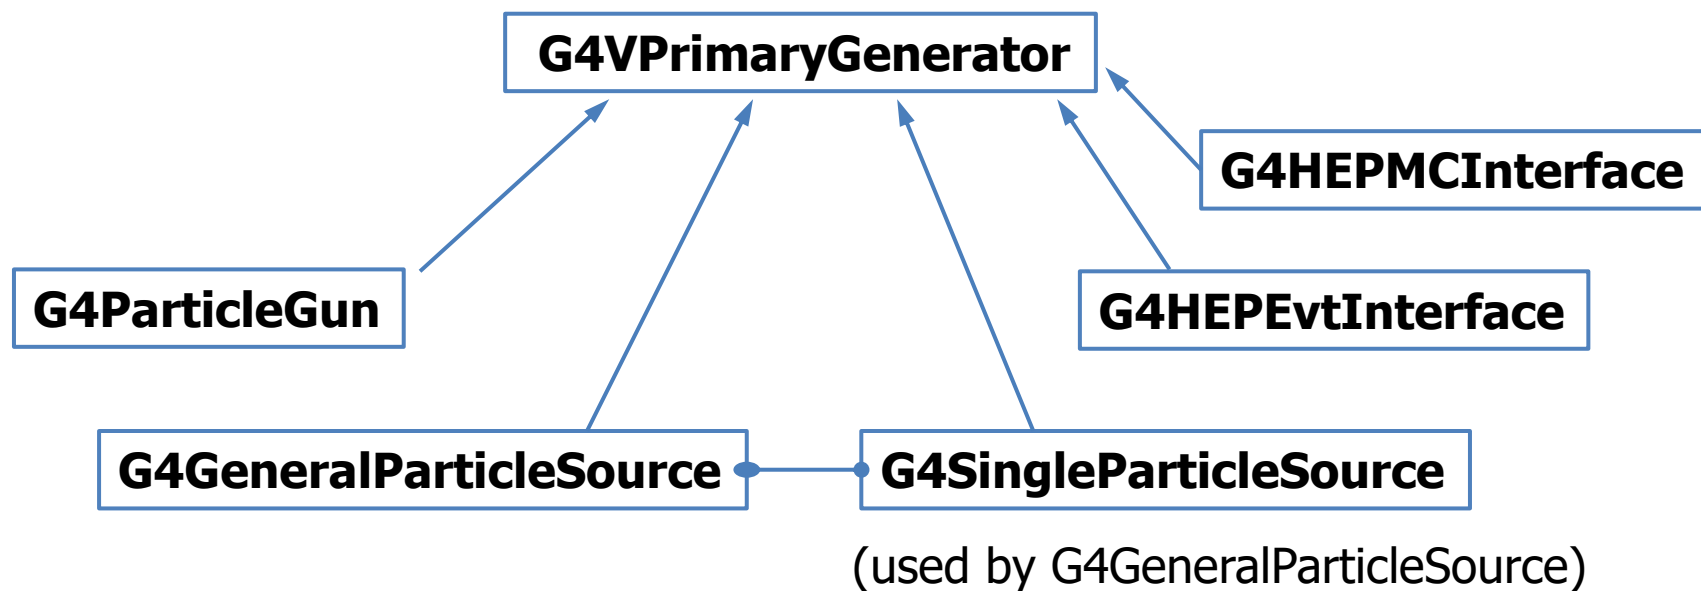 G4VPrimaryGenerator
G4HEPMCInterface
G4ParticleGun
G4HEPEvtInterface
G4GeneralParticleSource
G4SingleParticleSource
(used by G4GeneralParticleSource)